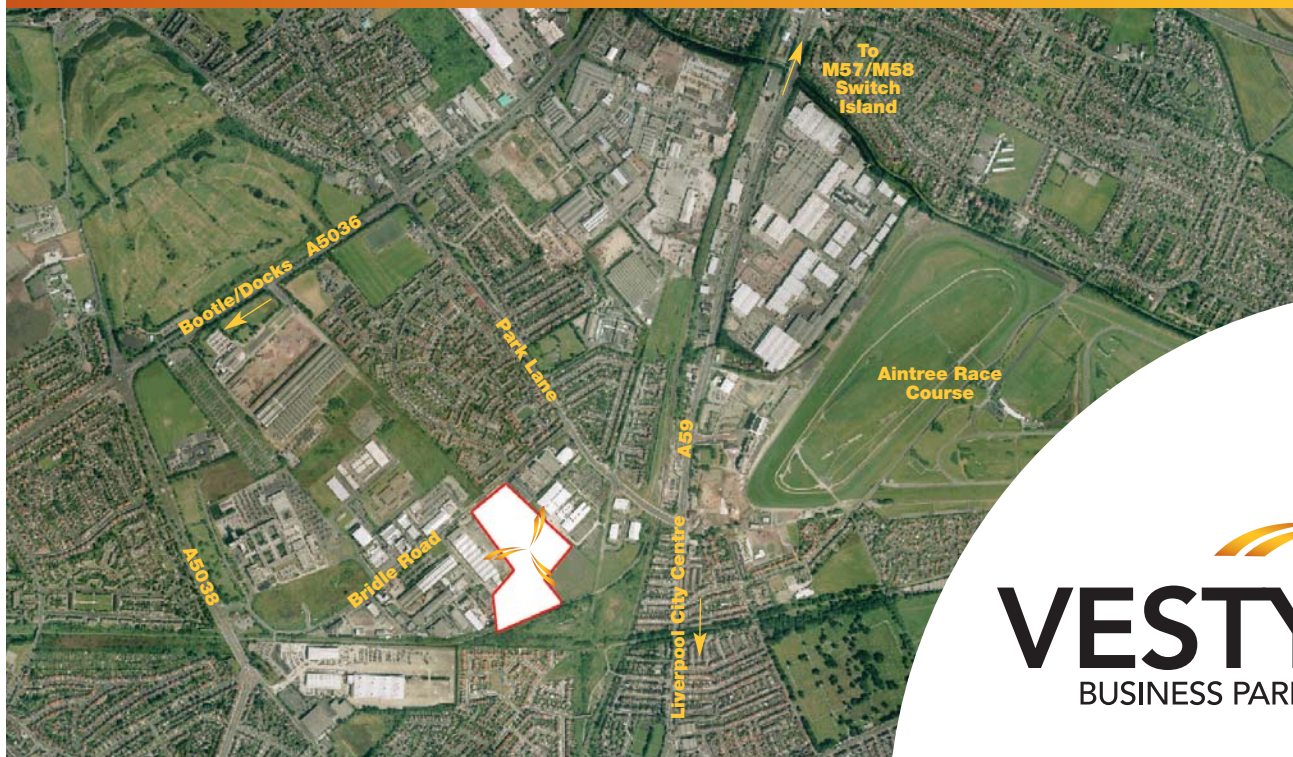 To
M57/M58
Switch
Island
Bootle/Docks A5036
Park Lane
Aintree Race
Course
A59
Bridle Road
A5038
Liverpool City Centre
VESTY
BUSINESS PARK